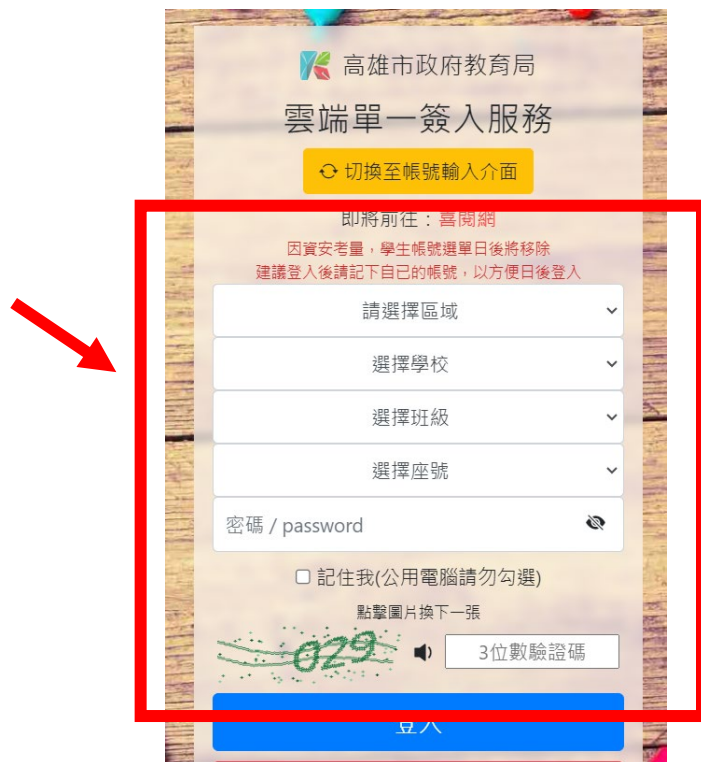 高雄市政府教育局
雲端單一簽入服務
切換至帳號輸入介面
即將前往：喜閱網
因資安考量，學生帳號選單日後將移除
建議登入後請記下自已的帳號，以方便日後登入
請選擇區域
選擇學校
選擇班級
選擇座號
密碼 / password
記住我(公用電腦請勿勾選)
點擊圖片換下一張
029 3位數驗證碼
登入